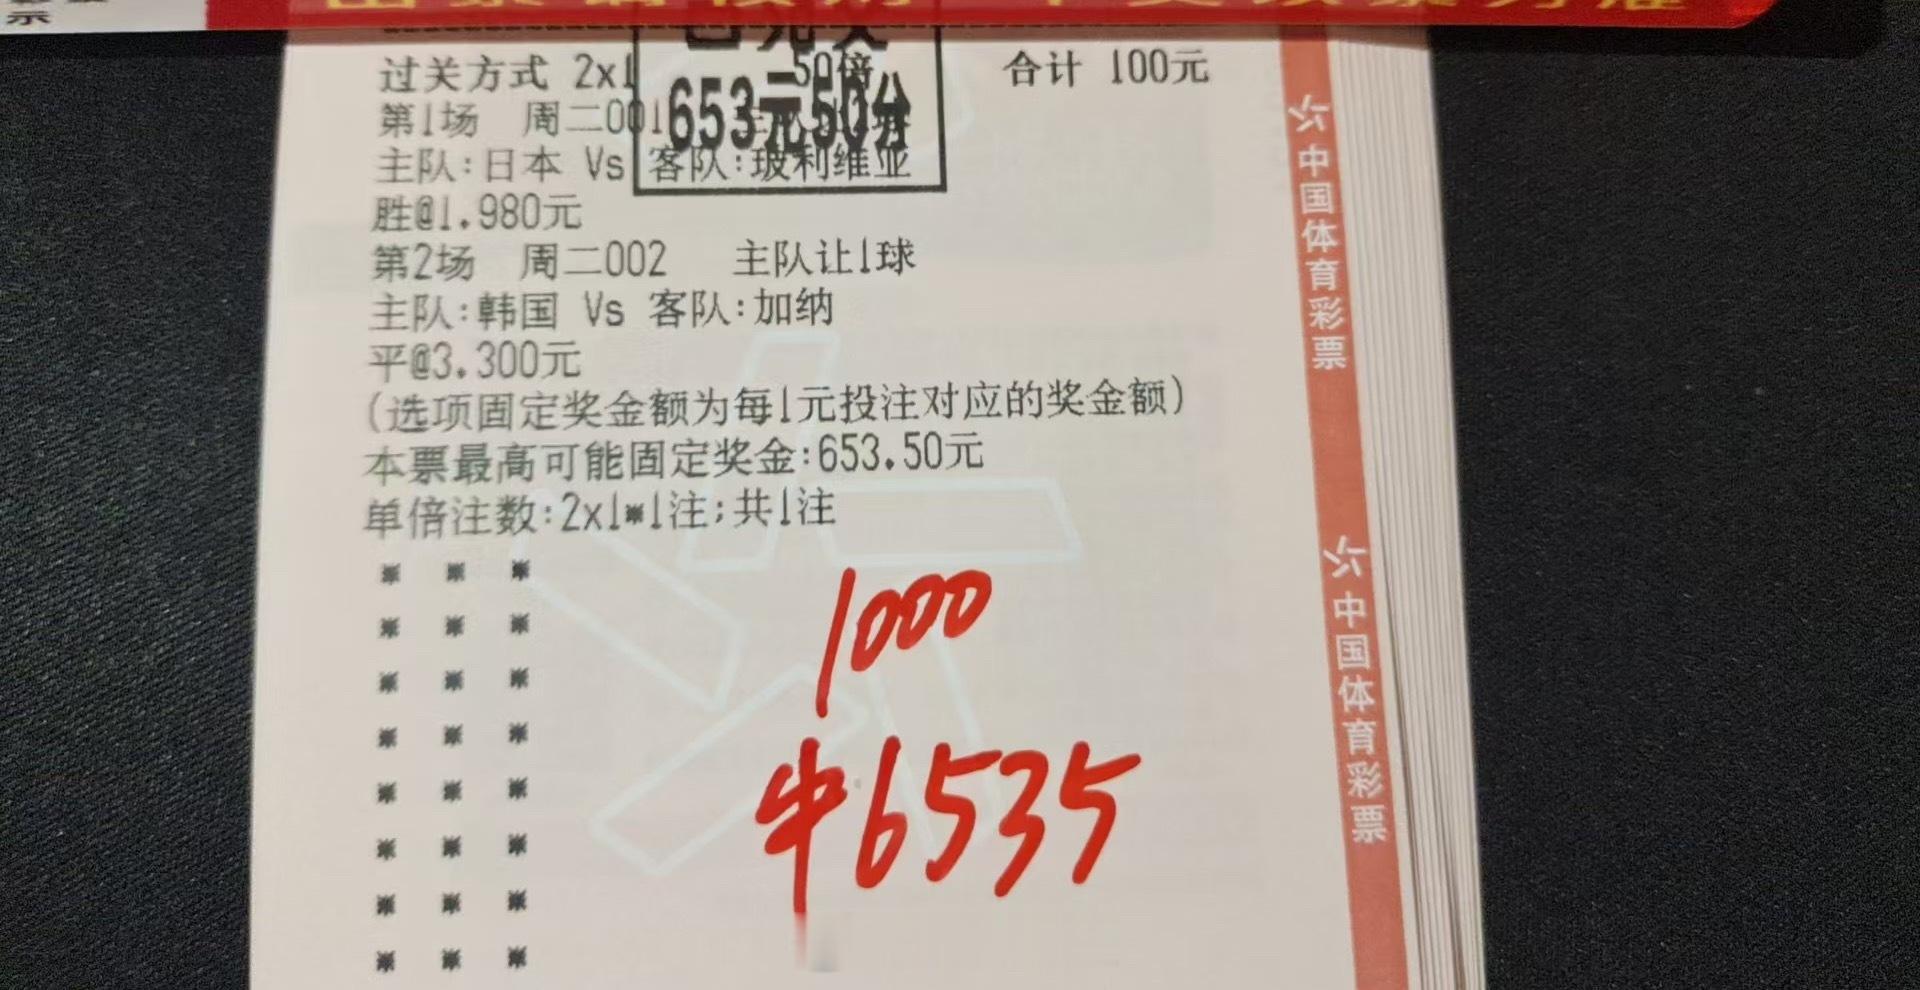 示
过关方式 2x1 50倍 合计 100元
已兑奖
653元50分
第1场 周二001
主队:日本 Vs 客队:玻利维亚
胜@1.980元
第2场 周二002 主队让1球
主队:韩国 Vs 客队:加纳
平@3.300元
(选项固定奖金额为每1元投注对应的奖金额)
本票最高可能固定奖金:653.50元
单倍注数:2x1*1注;共1注
1000
中6535
中国体育彩票
中国体育彩票